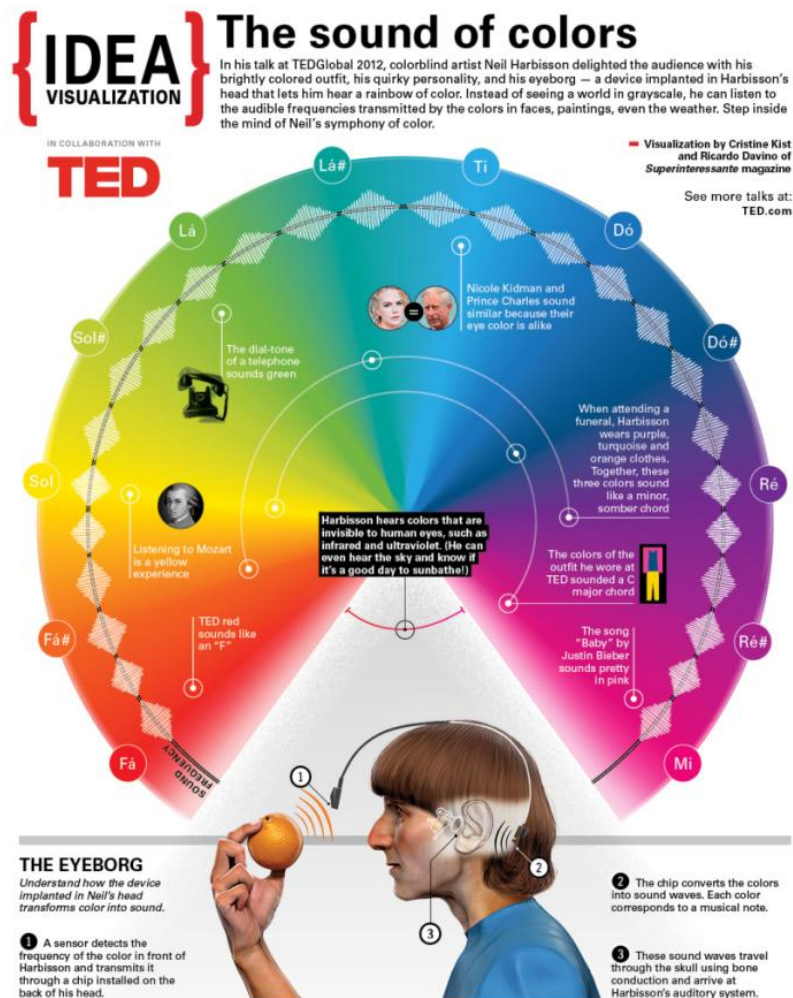 {IDEA}
VISUALIZATION
The sound of colors
In his talk at TEDGlobal 2012, colorblind artist Neil Harbisson delighted the audience with his
brightly colored outfit, his quirky personality, and his eyeborg — a device implanted in Harbisson's
head that lets him hear a rainbow of color. Instead of seeing a world in grayscale, he can listen to
the audible frequencies transmitted by the colors in faces, paintings, even the weather. Step inside
the mind of Neil's symphony of color.
IN COLLABORATION WITH
TED
Visualization by Cristine Kist
and Ricardo Davino of
Superinteressante magazine
See more talks at:
TED.com
Lá#
Ti
Lá
Dó
Sol#
Dó#
Sol
Ré
Fá#
Ré#
Fá
Mi
Nicole Kidman and
Prince Charles sound
similar because their
eye color is alike
=
The dial-tone
of a telephone
sounds green
When attending a
funeral, Harbisson
wears purple,
turquoise and
orange clothes.
Together, these
three colors sound
like a minor,
somber chord
Listening to Mozart
is a yellow
experience
Harbisson hears colors that are
invisible to human eyes, such as
infrared and ultraviolet. (He can
even hear the sky and know if
it's a good day to sunbathe!)
The colors of the
outfit he wore at
TED sounded a C
major chord
TED red
sounds like
an "F"
The song
"Baby" by
Justin Bieber
sounds pretty
in pink
SOUND
FREQUENCY
1
2
3
THE EYEBORG
Understand how the device
implanted in Neil's head
transforms color into sound.
1 A sensor detects the
frequency of the color in front of
Harbisson and transmits it
through a chip installed on the
back of his head.
2 The chip converts the colors
into sound waves. Each color
corresponds to a musical note.
3 These sound waves travel
through the skull using bone
conduction and arrive at
Harbisson's auditory system.